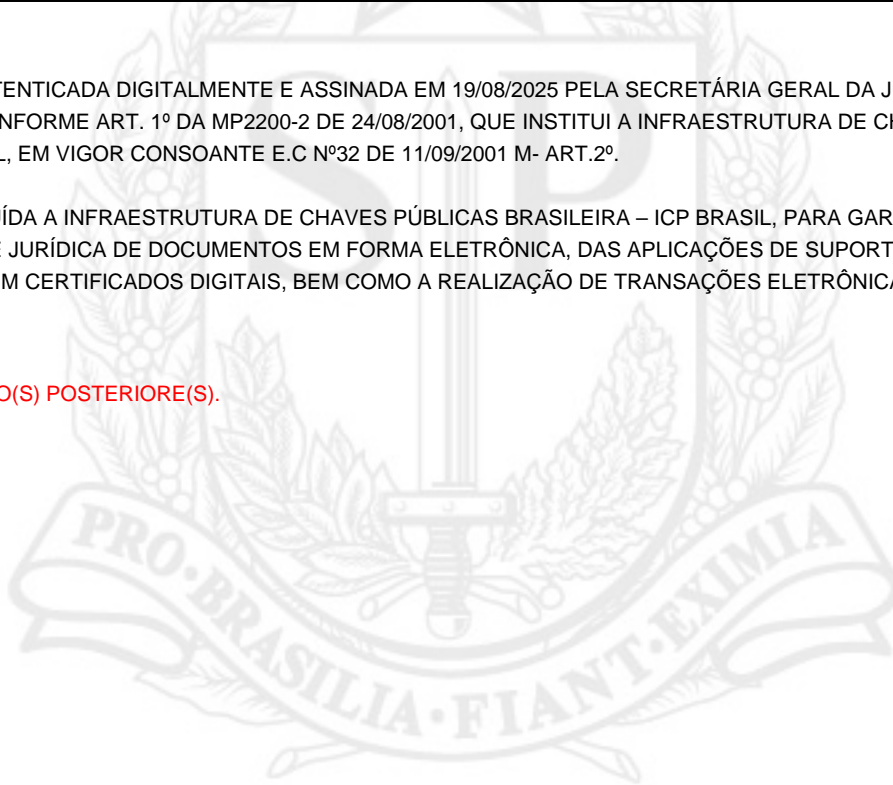 TENTICADA DIGITALMENTE E ASSINADA EM 19/08/2025 PELA SECRETÁRIA GERAL DA J
NFORME ART. 1º DA MP2200-2 DE 24/08/2001, QUE INSTITUI A INFRAESTRUTURA DE CH
L, EM VIGOR CONSOANTE E.C Nº32 DE 11/09/2001 M- ART.2º.
UÍDA A INFRAESTRUTURA DE CHAVES PÚBLICAS BRASILEIRA – ICP BRASIL, PARA GAR
E JURÍDICA DE DOCUMENTOS EM FORMA ELETRÔNICA, DAS APLICAÇÕES DE SUPORT
M CERTIFICADOS DIGITAIS, BEM COMO A REALIZAÇÃO DE TRANSAÇÕES ELETRÔNICA
O(S) POSTERIORE(S).
SP
PRO·BRASILIA·FIANT·EXIMIA